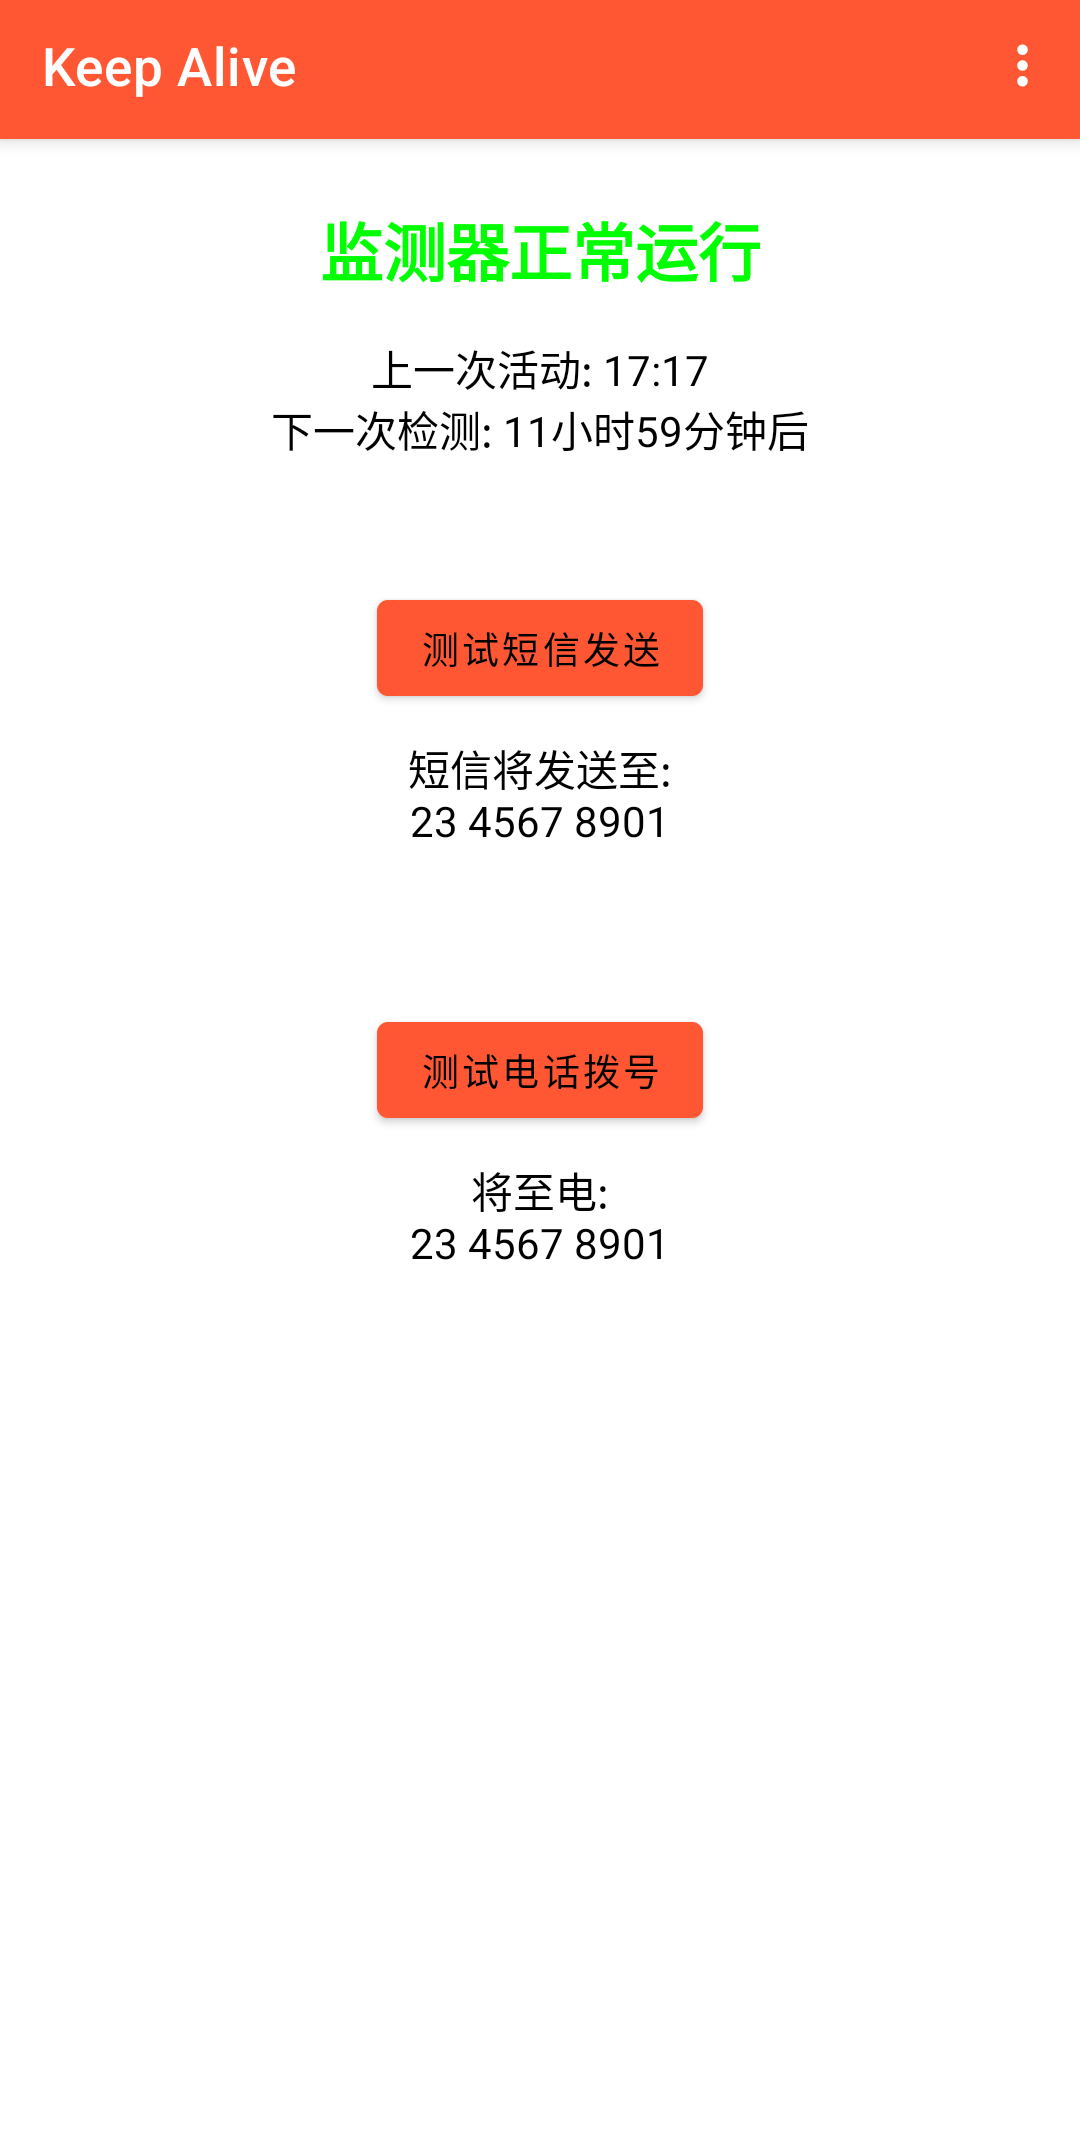 Keep Alive
监测器正常运行
上一次活动: 17:17
下一次检测: 11小时59分钟后
测试短信发送
短信将发送至:
23 4567 8901
测试电话拨号
将至电:
23 4567 8901